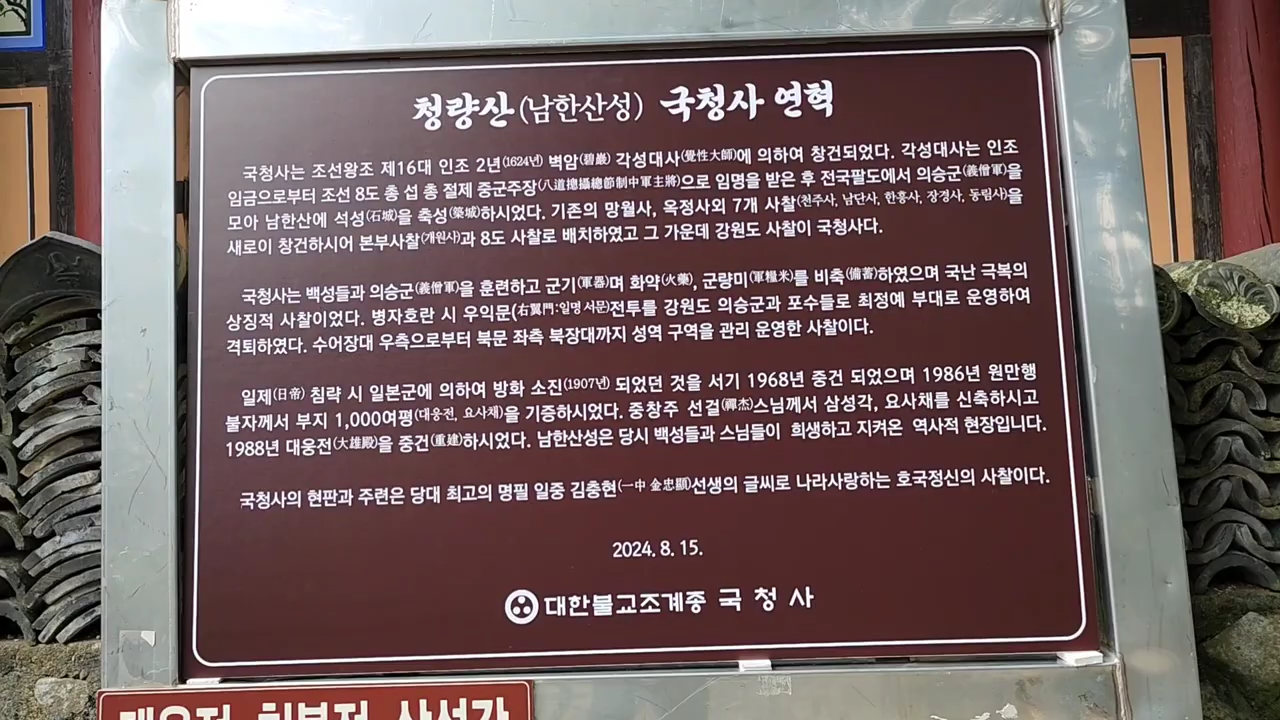 청량산(남한산성) 국청사 연혁
국청사는 조선왕조 제16대 인조 2년(1624년) 벽암(碧巖) 각성대사(覺性大師)에 의하여 창건되었다. 각성대사는 인조
임금으로부터 조선 8도 총 섭 총 절제 중군주장(八道摠攝總節制中軍主將)으로 임명을 받은 후 전국팔도에서 의승군(義僧軍)을
모아 남한산에 석성(石城)을 축성(築城)하시었다. 기존의 망월사, 옥정사외 7개 사찰(천주사, 남단사, 한흥사, 장경사, 동림사)을
새로이 창건하시어 본부사찰(개원사)과 8도 사찰로 배치하였고 그 가운데 강원도 사찰이 국청사다.
국청사는 백성들과 의승군(義僧軍)을 훈련하고 군기(軍器)며 화약(火藥), 군량미(軍糧米)를 비축(備蓄)하였으며 국난 극복의
상징적 사찰이었다. 병자호란 시 우익문(右翼門:일명 서문)전투를 강원도 의승군과 포수들로 최정예 부대로 운영하여
격퇴하였다. 수어장대 우측으로부터 북문 좌측 북장대까지 성역 구역을 관리 운영한 사찰이다.
일제(日帝) 침략 시 일본군에 의하여 방화 소진(1907년) 되었던 것을 서기 1968년 중건 되었으며 1986년 원만행
불자께서 부지 1,000여평(대웅전, 요사채)을 기증하시었다. 중창주 선걸(禪杰)스님께서 삼성각, 요사채를 신축하시고
1988년 대웅전(大雄殿)을 중건(重建)하시었다. 남한산성은 당시 백성들과 스님들이 희생하고 지켜온 역사적 현장입니다.
국청사의 현판과 주련은 당대 최고의 명필 일중 김충현(一中 金忠顯)선생의 글씨로 나라사랑하는 호국정신의 사찰이다.
2024. 8. 15.
대한불교조계종 국청사